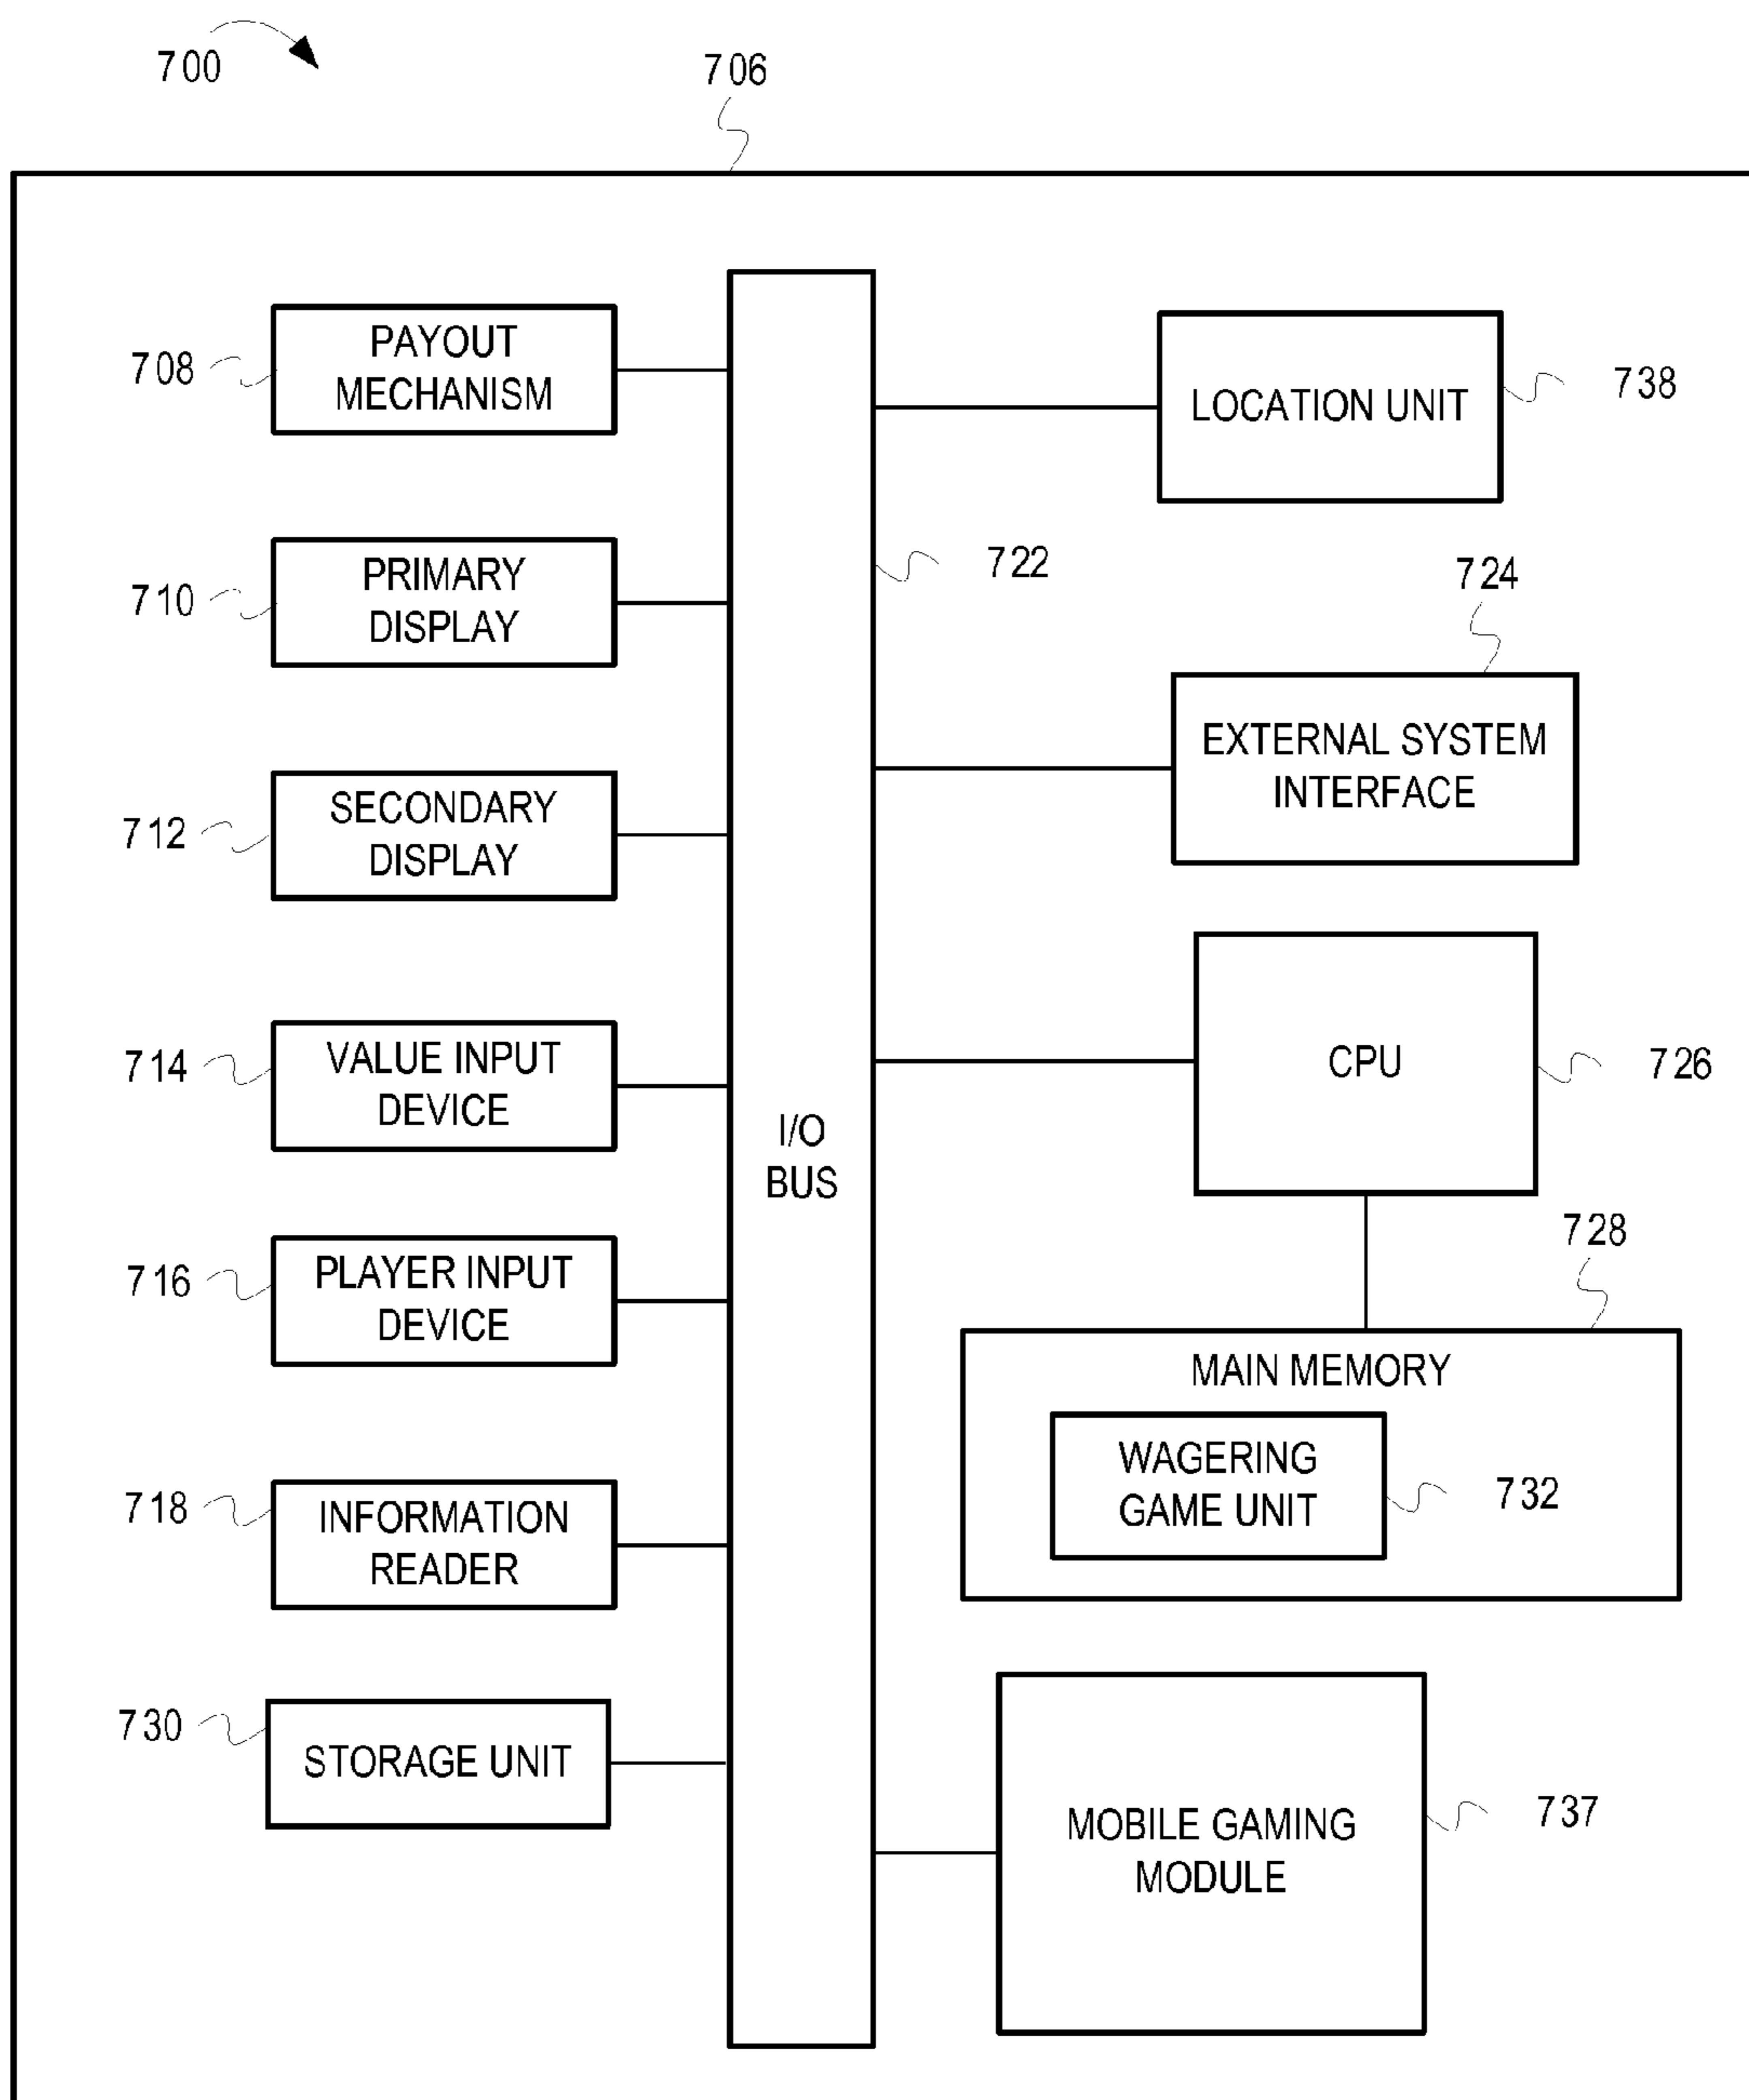 700
706
708
PAYOUT
MECHANISM
LOCATION UNIT
738
722
710
PRIMARY
DISPLAY
724
EXTERNAL SYSTEM
INTERFACE
712
SECONDARY
DISPLAY
714
VALUE INPUT
DEVICE
CPU
726
I/O
BUS
716
PLAYER INPUT
DEVICE
728
MAIN MEMORY
WAGERING
GAME UNIT
732
718
INFORMATION
READER
730
STORAGE UNIT
MOBILE GAMING
MODULE
737